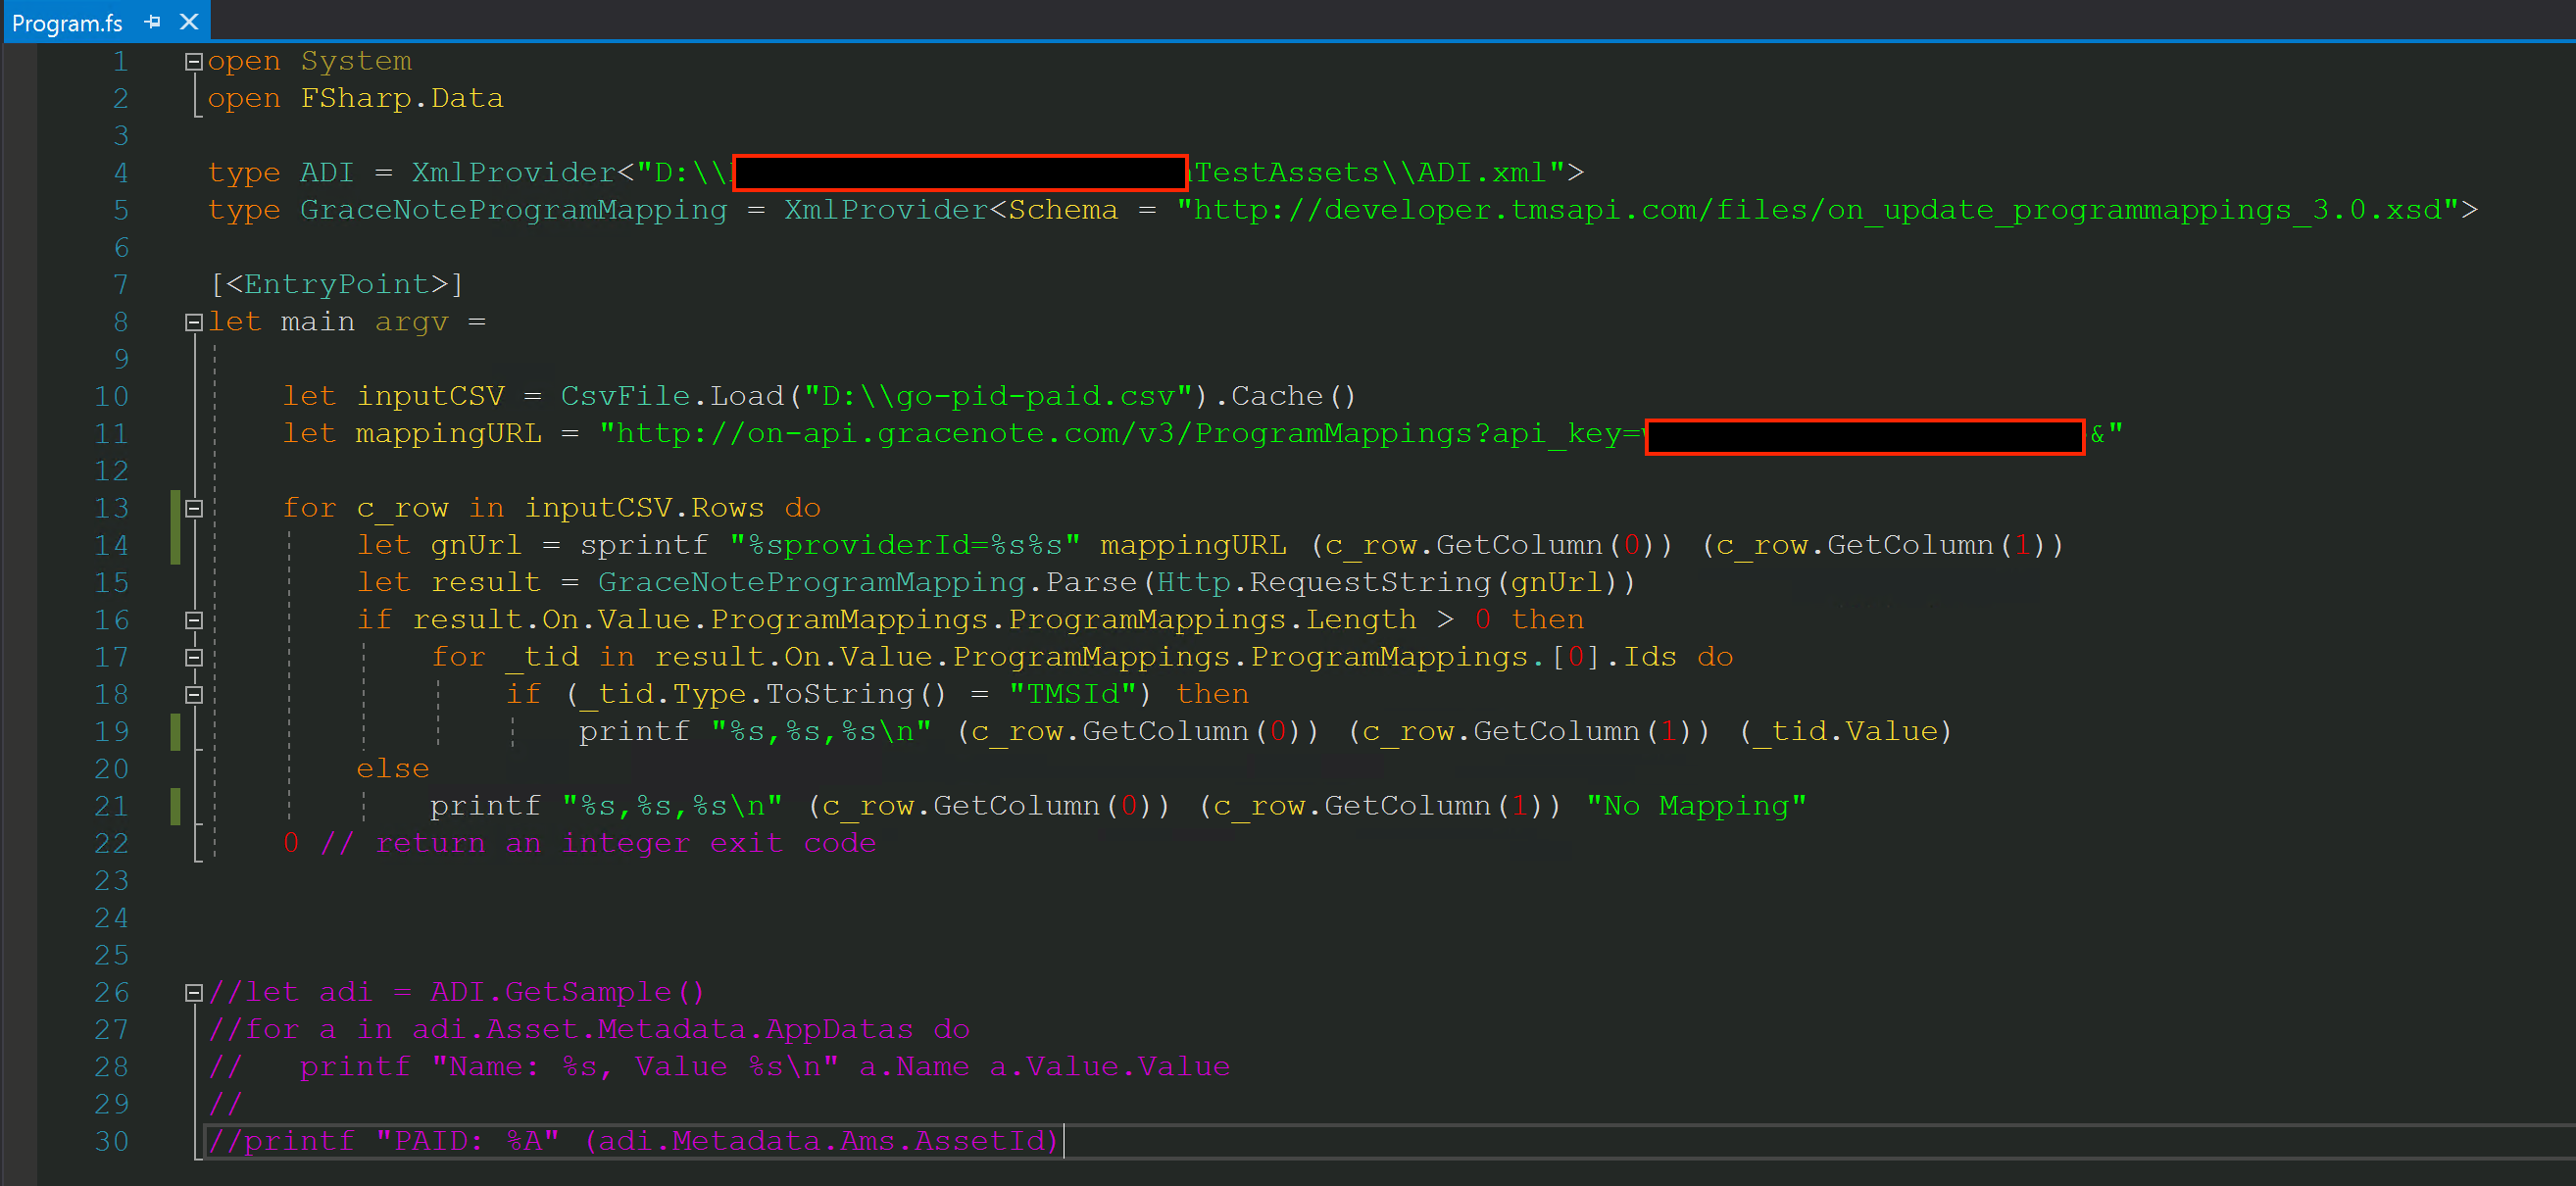 Program.fs
1 open System
2 open FSharp.Data
3
4 type ADI = XmlProvider<"D:\\ TestAssets\\ADI.xml">
5 type GraceNoteProgramMapping = XmlProvider<Schema = "http://developer.tmsapi.com/files/on_update_programmappings_3.0.xsd">
6
7 [<EntryPoint>]
8 let main argv =
9
10 let inputCSV = CsvFile.Load("D:\\go-pid-paid.csv").Cache()
11 let mappingURL = "http://on-api.gracenote.com/v3/ProgramMappings?api_key= &"
12
13 for c_row in inputCSV.Rows do
14 let gnUrl = sprintf "%sproviderId=%s%s" mappingURL (c_row.GetColumn(0)) (c_row.GetColumn(1))
15 let result = GraceNoteProgramMapping.Parse(Http.RequestString(gnUrl))
16 if result.On.Value.ProgramMappings.ProgramMappings.Length > 0 then
17 for _tid in result.On.Value.ProgramMappings.ProgramMappings.[0].Ids do
18 if (_tid.Type.ToString() = "TMSId") then
19 printf "%s,%s,%s\n" (c_row.GetColumn(0)) (c_row.GetColumn(1)) (_tid.Value)
20 else
21 printf "%s,%s,%s\n" (c_row.GetColumn(0)) (c_row.GetColumn(1)) "No Mapping"
22 0 // return an integer exit code
23
24
25
26 //let adi = ADI.GetSample()
27 //for a in adi.Asset.Metadata.AppDatas do
28 //   printf "Name: %s, Value %s\n" a.Name a.Value.Value
29 //
30 //printf "PAID: %A" (adi.Metadata.Ams.AssetId)